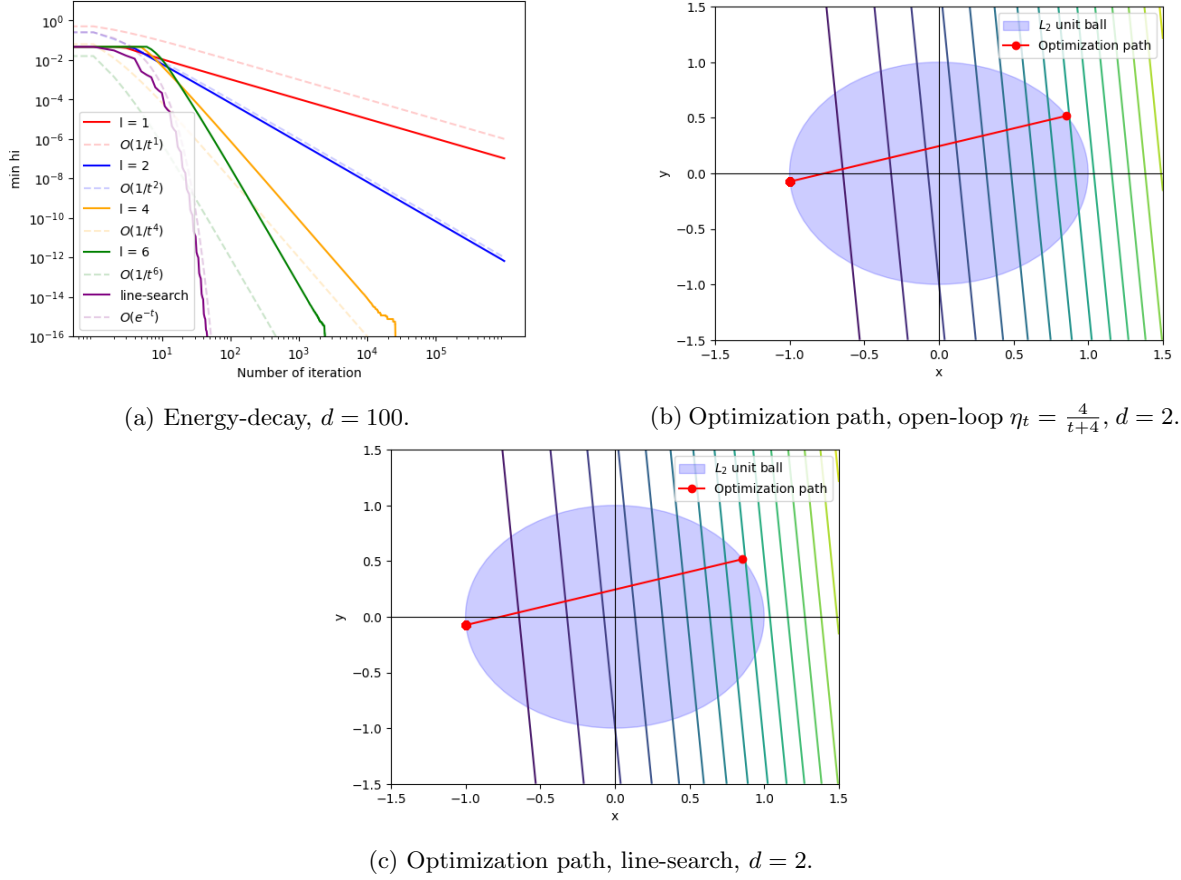 10^0
10^{-2}
10^{-4}
10^{-6}
10^{-8}
10^{-10}
10^{-12}
10^{-14}
10^{-16}
min hi
l = 1
O(1/t^1)
l = 2
O(1/t^2)
l = 4
O(1/t^4)
l = 6
O(1/t^6)
line-search
O(e^{-t})
10^1 10^2 10^3 10^4 10^5
Number of iteration
(a) Energy-decay, d = 100.
1.5
1.0
0.5
0.0
−0.5
−1.0
−1.5
y
L_2 unit ball
Optimization path
−1.5 −1.0 −0.5 0.0 0.5 1.0 1.5
x
(b) Optimization path, open-loop η_t = \frac{4}{t+4}, d = 2.
1.5
1.0
0.5
0.0
−0.5
−1.0
−1.5
y
L_2 unit ball
Optimization path
−1.5 −1.0 −0.5 0.0 0.5 1.0 1.5
x
(c) Optimization path, line-search, d = 2.